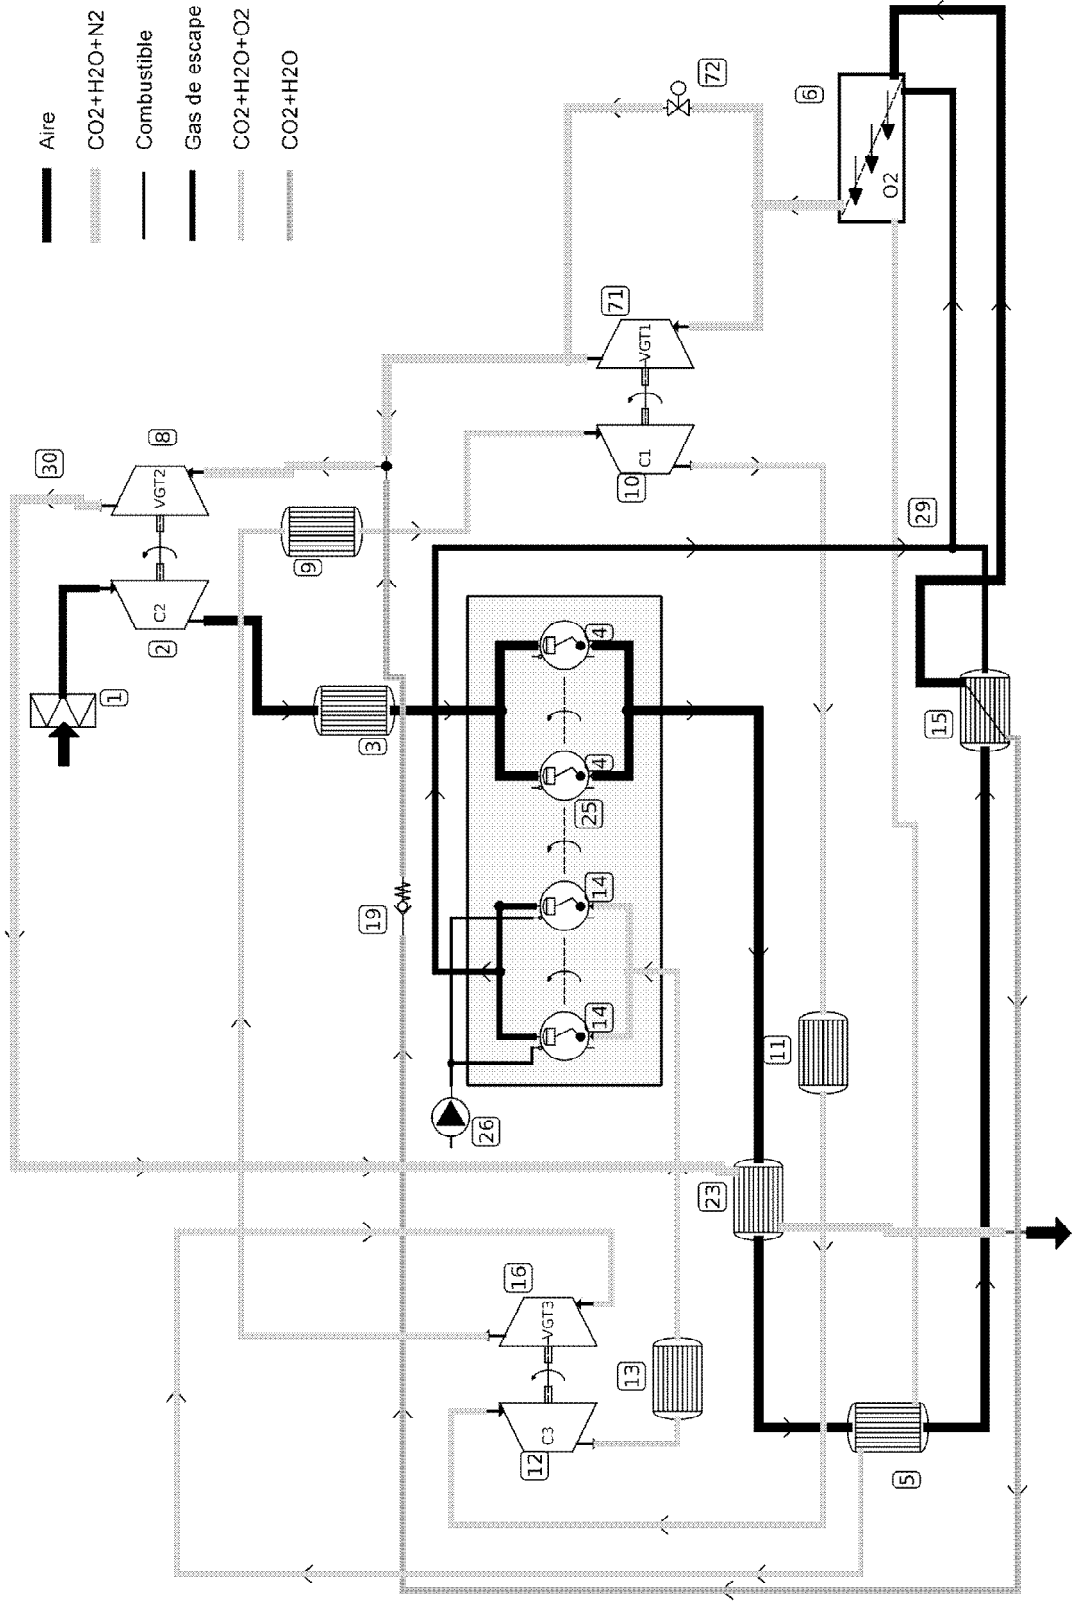 Aire
CO2+H2O+N2
Combustible
Gas de escape
CO2+H2O+O2
CO2+H2O
1
C2
2
VGT2
8
30
3
9
19
26
14
14
25
4
4
C1
10
VGT1
71
72
6
O2
29
15
11
23
5
13
C3
12
VGT3
16